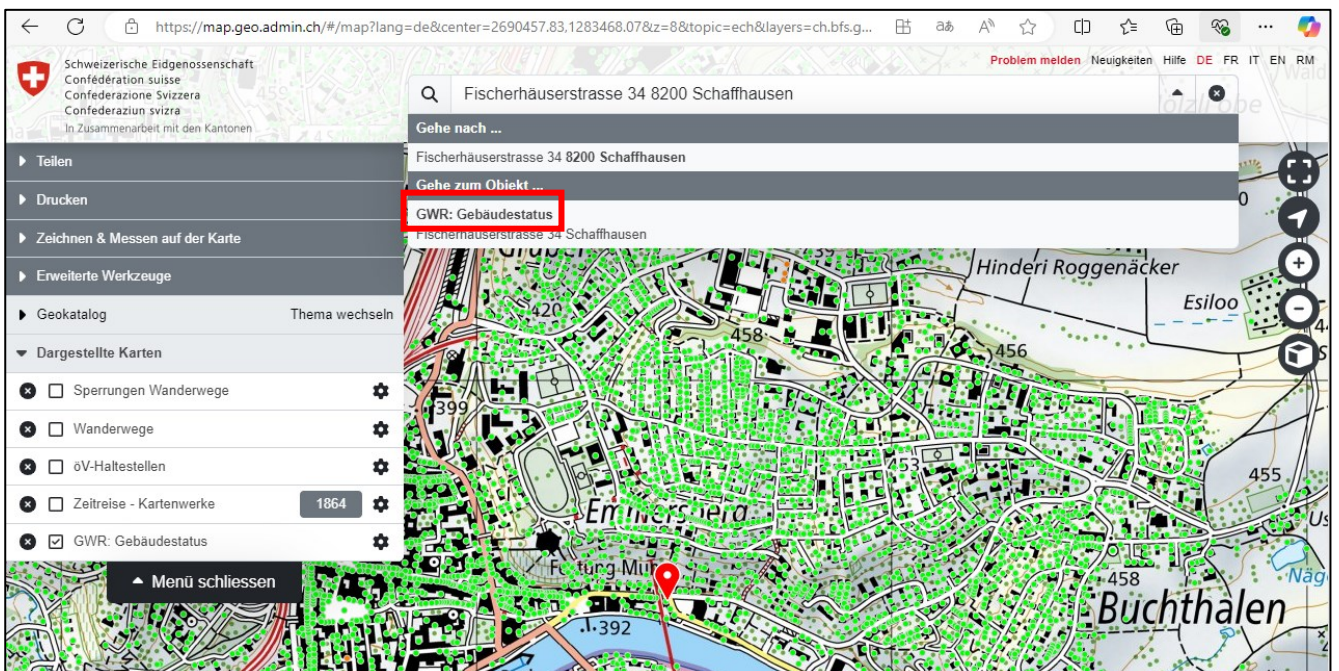 https://map.geo.admin.ch/#/map?lang=de&center=2690457.83,1283468.07&z=8&topic=ech&layers=ch.bfs.g...
Schweizerische Eidgenossenschaft
Confédération suisse
Confederazione Svizzera
Confederaziun svizra
In Zusammenarbeit mit den Kantonen
Problem melden Neuigkeiten Hilfe DE FR IT EN RM
Fischerhäuserstrasse 34 8200 Schaffhausen
Gehe nach ...
Fischerhäuserstrasse 34 8200 Schaffhausen
Gehe zum Objekt ...
GWR: Gebäudestatus
Fischerhäuserstrasse 34 Schaffhausen
Teilen
Drucken
Zeichnen & Messen auf der Karte
Erweiterte Werkzeuge
Geokatalog Thema wechseln
Dargestellte Karten
Sperrungen Wanderwege
Wanderwege
öV-Haltestellen
Zeitreise - Kartenwerke 1864
GWR: Gebäudestatus
Menü schliessen
Hinderi Roggenäcker
Esiloo
420
458
456
399
453
455
Emmersberg
458
Buchthalen
392